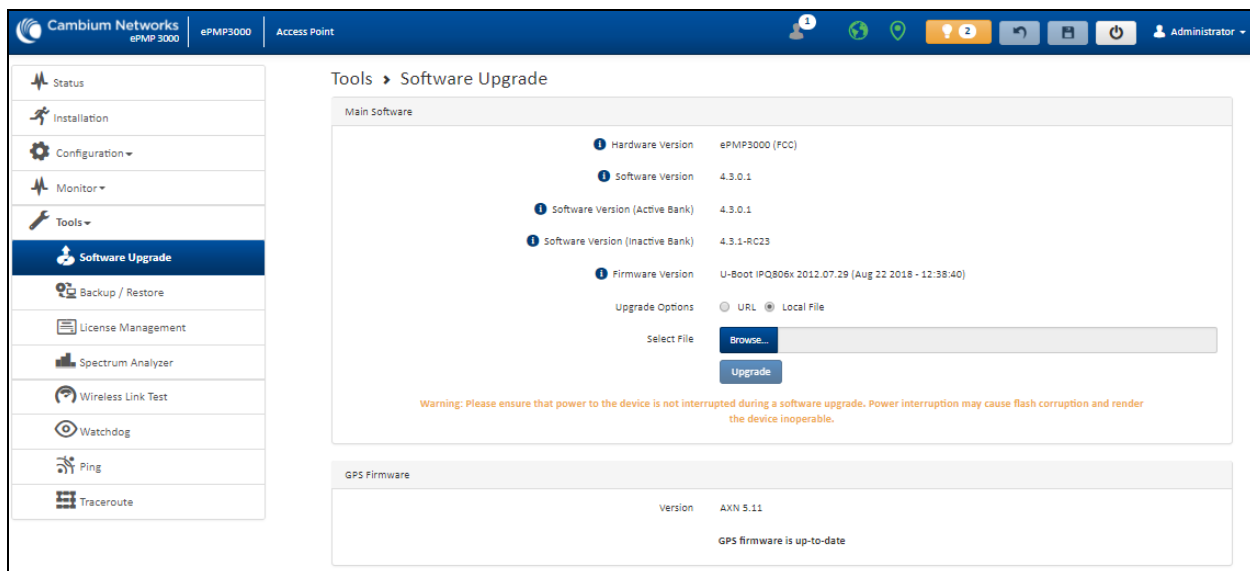 Cambium Networks
ePMP 3000
ePMP3000
Access Point
1
2
Administrator
Status
Installation
Configuration
Monitor
Tools
Software Upgrade
Backup / Restore
License Management
Spectrum Analyzer
Wireless Link Test
Watchdog
Ping
Traceroute
Tools > Software Upgrade
Main Software
Hardware Version ePMP3000 (FCC)
Software Version 4.3.0.1
Software Version (Active Bank) 4.3.0.1
Software Version (Inactive Bank) 4.3.1-RC23
Firmware Version U-Boot IPQ806x 2012.07.29 (Aug 22 2018 - 12:38:40)
Upgrade Options URL Local File
Select File Browse...
Upgrade
Warning: Please ensure that power to the device is not interrupted during a software upgrade. Power interruption may cause flash corruption and render
the device inoperable.
GPS Firmware
Version AXN 5.11
GPS firmware is up-to-date